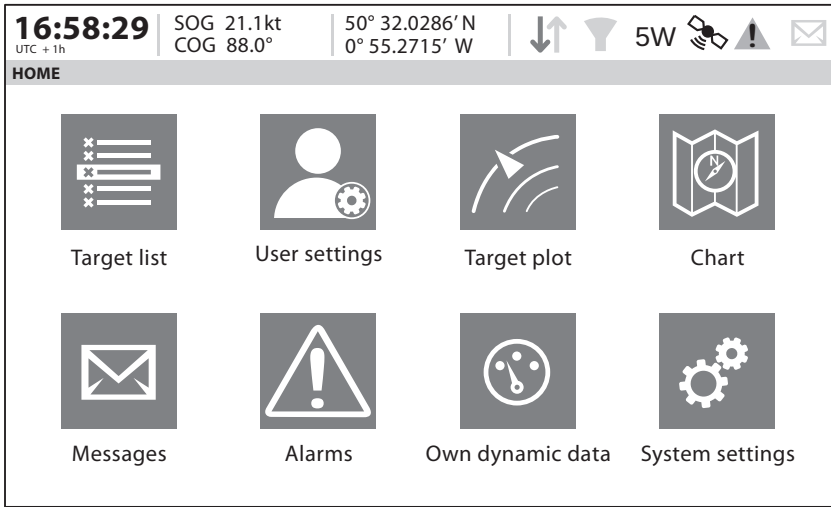 16:58:29
UTC + 1h
SOG 21.1kt
COG 88.0°
50° 32.0286′ N
0° 55.2715′ W
5W
HOME
N
Target list
User settings
Target plot
Chart
Messages
Alarms
Own dynamic data
System settings